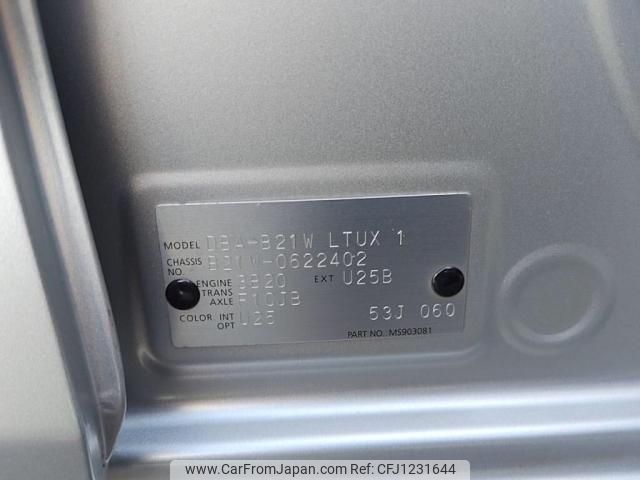 MODEL DBA-B21W LTUX 1
CHASSIS NO. B21W-0622402
ENGINE 3B20 EXT U25B
TRANS AXLE F1CJB
COLOR INT OPT U25 53J 060
PART NO.: MS903081
www.CarFromJapan.com CFJ1231644